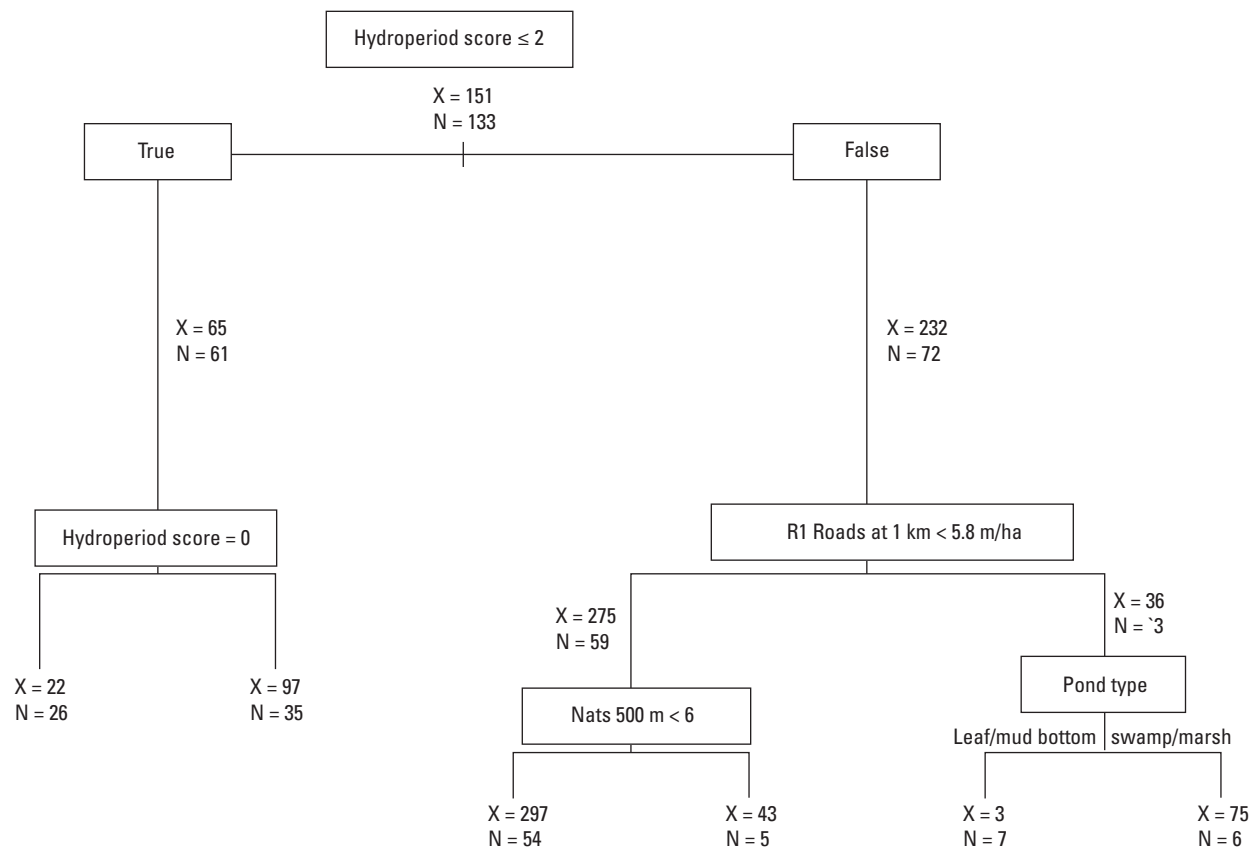 Hydroperiod score ≤ 2
X = 151
N = 133
True
False
X = 65
N = 61
X = 232
N = 72
Hydroperiod score = 0
R1 Roads at 1 km < 5.8 m/ha
X = 22
N = 26
X = 97
N = 35
X = 275
N = 59
X = 36
N = `3
Nats 500 m < 6
Pond type
Leaf/mud bottom
swamp/marsh
X = 297
N = 54
X = 43
N = 5
X = 3
N = 7
X = 75
N = 6